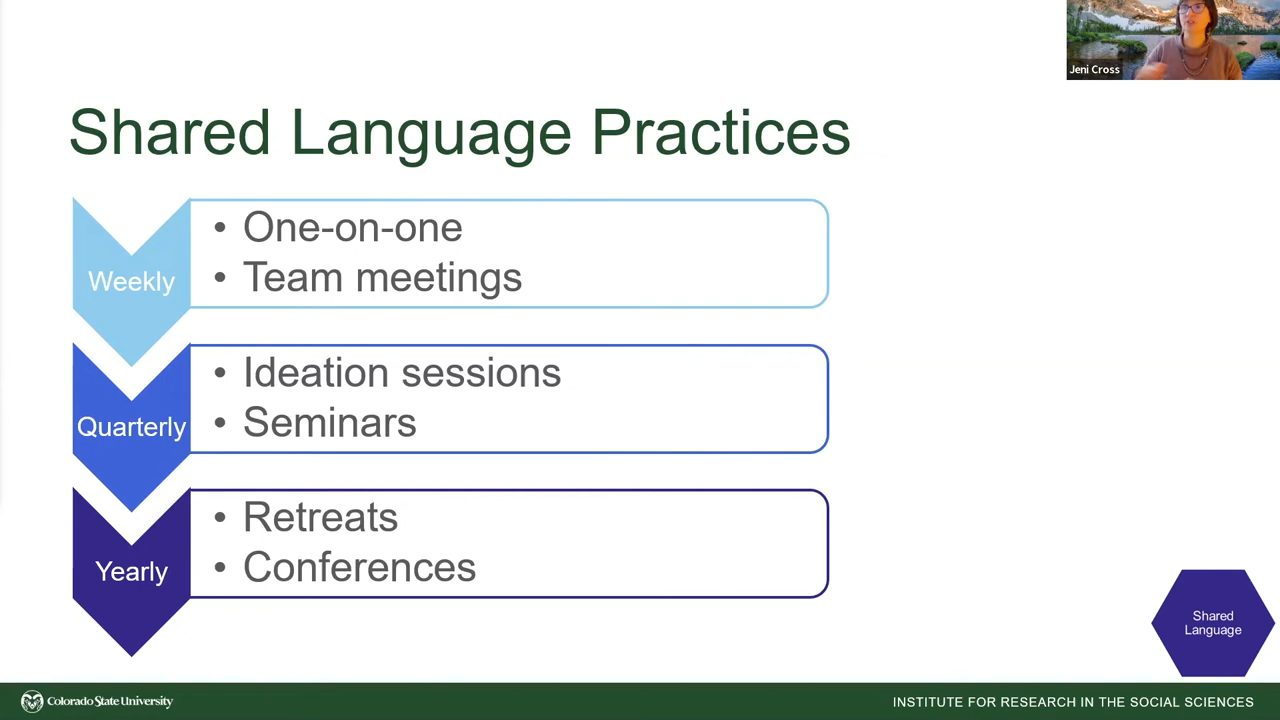 Jeni Cross
Shared Language Practices
Weekly
• One-on-one
• Team meetings
Quarterly
• Ideation sessions
• Seminars
Yearly
• Retreats
• Conferences
Shared
Language
Colorado State University
INSTITUTE FOR RESEARCH IN THE SOCIAL SCIENCES